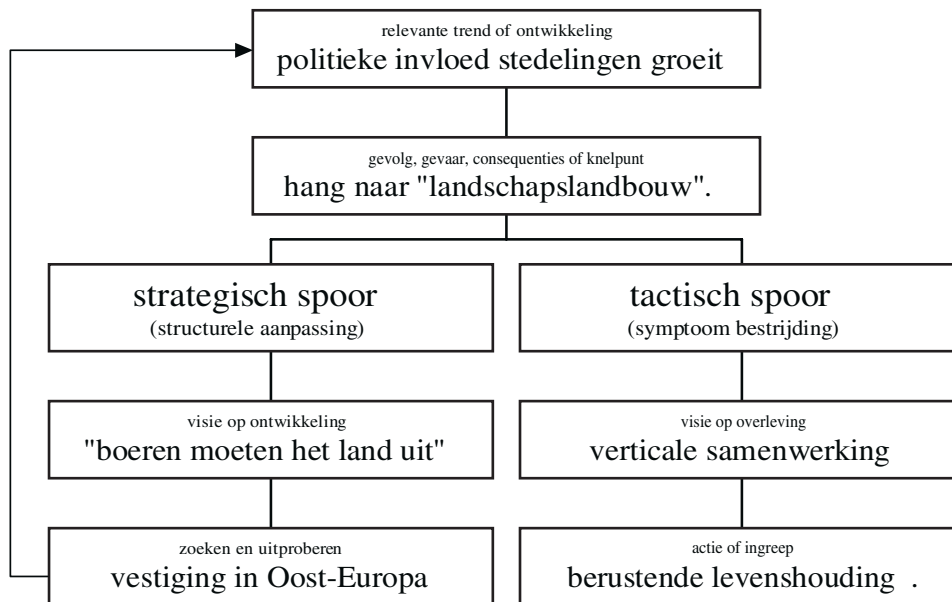 relevante trend of ontwikkeling
politieke invloed stedelingen groeit
gevolg, gevaar, consequenties of knelpunt
hang naar "landschapslandbouw".
strategisch spoor
(structurele aanpassing)
tactisch spoor
(symptoom bestrijding)
visie op ontwikkeling
"boeren moeten het land uit"
visie op overleving
verticale samenwerking
zoeken en uitproberen
vestiging in Oost-Europa
actie of ingreep
berustende levenshouding .